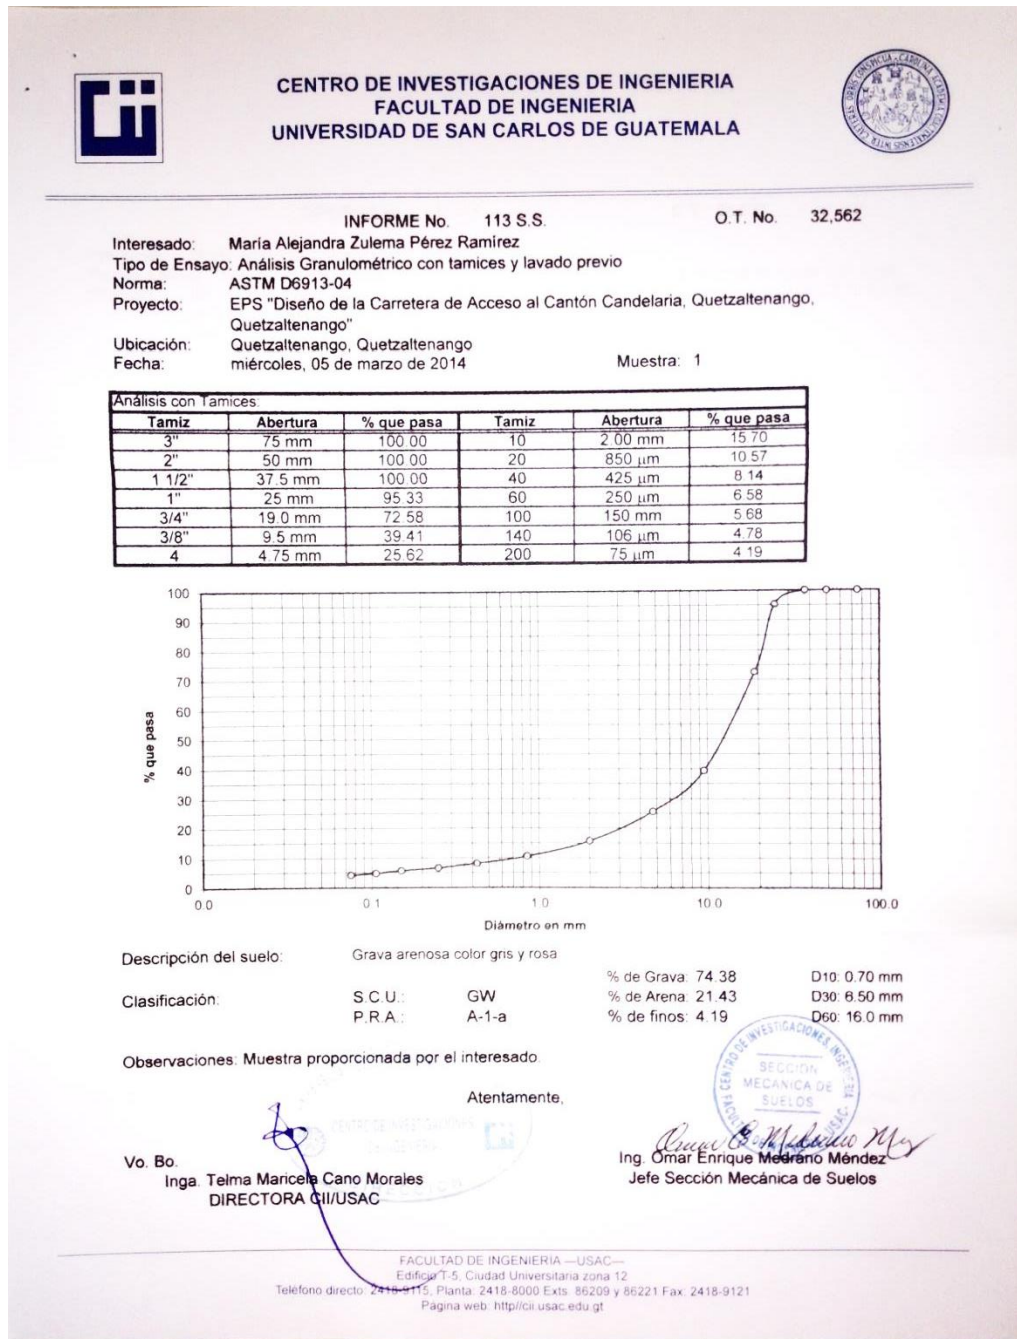 Cii
CENTRO DE INVESTIGACIONES DE INGENIERIA
FACULTAD DE INGENIERIA
UNIVERSIDAD DE SAN CARLOS DE GUATEMALA
INFORME No. 113 S.S. O.T. No. 32,562
Interesado: María Alejandra Zulema Pérez Ramírez
Tipo de Ensayo: Análisis Granulométrico con tamices y lavado previo
Norma: ASTM D6913-04
Proyecto: EPS "Diseño de la Carretera de Acceso al Cantón Candelaria, Quetzaltenango,
Quetzaltenango"
Ubicación: Quetzaltenango, Quetzaltenango
Fecha: miércoles, 05 de marzo de 2014 Muestra: 1
Análisis con Tamices:
Tamiz Abertura % que pasa Tamiz Abertura % que pasa
3" 75 mm 100.00 10 2.00 mm 15.70
2" 50 mm 100.00 20 850 µm 10.57
1 1/2" 37.5 mm 100.00 40 425 µm 8.14
1" 25 mm 95.33 60 250 µm 6.58
3/4" 19.0 mm 72.58 100 150 mm 5.68
3/8" 9.5 mm 39.41 140 106 µm 4.78
4 4.75 mm 25.62 200 75 µm 4.19
100
90
80
70
60
50
40
30
20
10
0
% que pasa
0.0 0.1 1.0 10.0 100.0
Diámetro en mm
Descripción del suelo: Grava arenosa color gris y rosa
% de Grava: 74.38 D10: 0.70 mm
Clasificación: S.C.U.: GW % de Arena: 21.43 D30: 6.50 mm
P.R.A.: A-1-a % de finos: 4.19 D60: 16.0 mm
Observaciones: Muestra proporcionada por el interesado.
Atentamente,
SECCIÓN
MECANICA DE
SUELOS
Vo. Bo.
Inga. Telma Maricela Cano Morales
DIRECTORA CII/USAC
Ing. Omar Enrique Medrano Méndez
Jefe Sección Mecánica de Suelos
FACULTAD DE INGENIERÍA —USAC—
Edificio T-5, Ciudad Universitaria zona 12
Teléfono directo: 2418-9115, Planta: 2418-8000 Exts. 86209 y 86221 Fax: 2418-9121
Página web: http//cii.usac.edu.gt